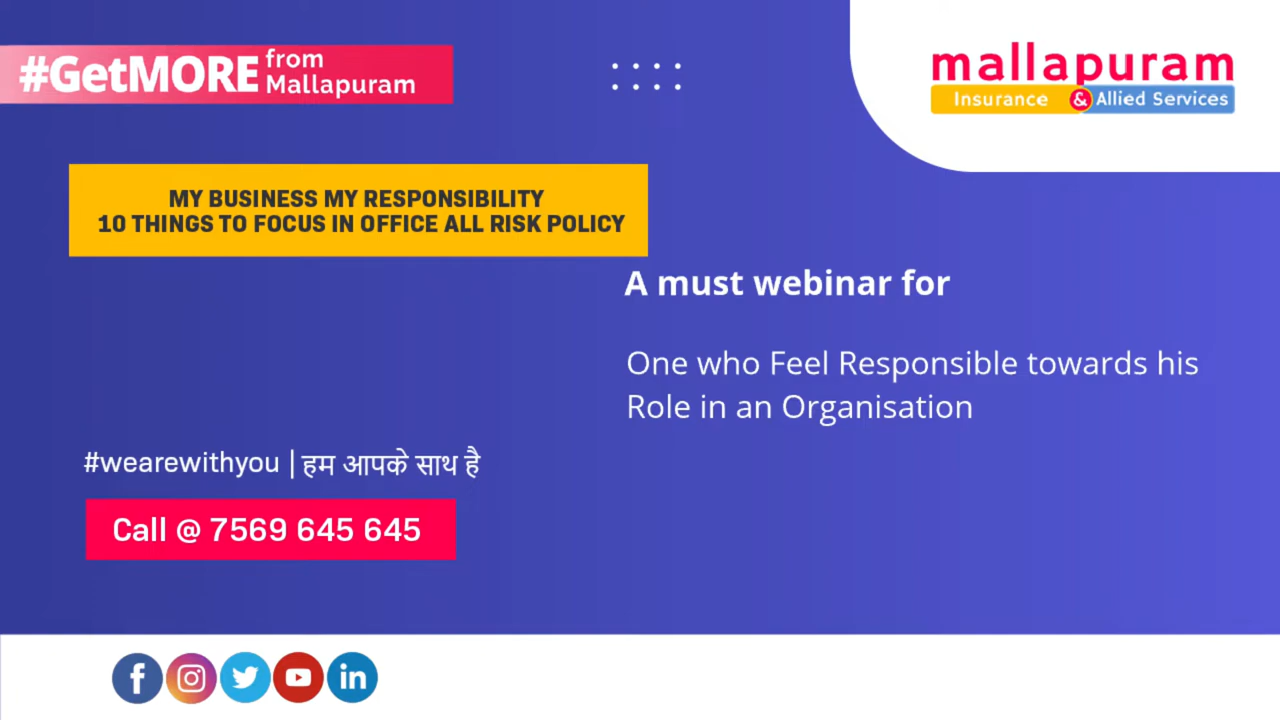 #GetMORE from Mallapuram
mallapuram
Insurance & Allied Services
MY BUSINESS MY RESPONSIBILITY
10 THINGS TO FOCUS IN OFFICE ALL RISK POLICY
A must webinar for
One who Feel Responsible towards his
Role in an Organisation
#wearewithyou | हम आपके साथ है
Call @ 7569 645 645